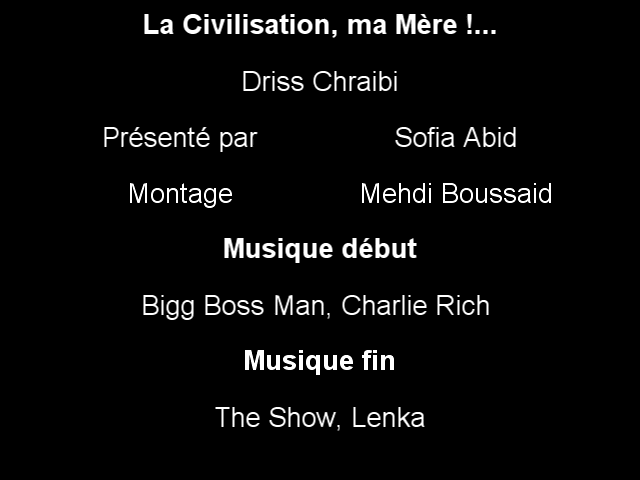 La Civilisation, ma Mère !...
Driss Chraibi
Présenté par Sofia Abid
Montage Mehdi Boussaid
Musique début
Bigg Boss Man, Charlie Rich
Musique fin
The Show, Lenka